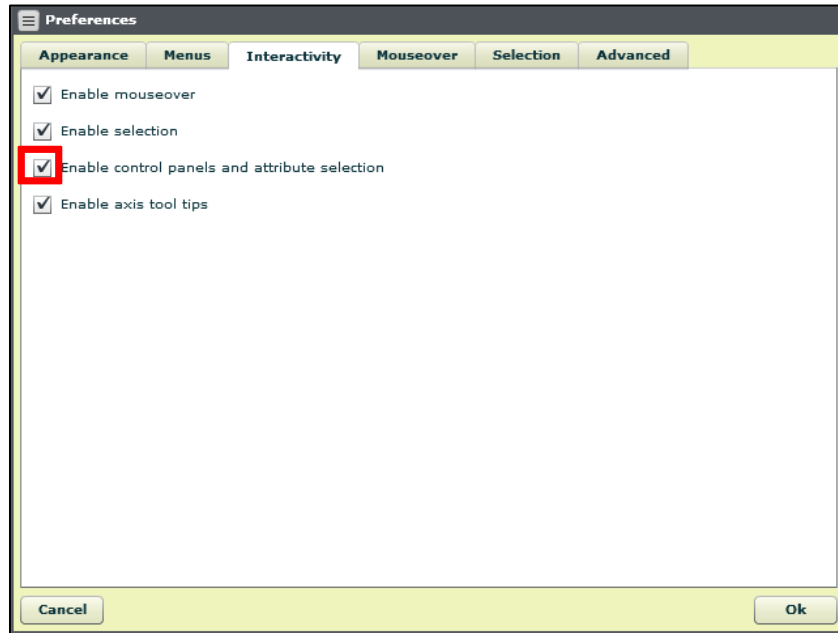 Preferences
Appearance Menus Interactivity Mouseover Selection Advanced
Enable mouseover
Enable selection
Enable control panels and attribute selection
Enable axis tool tips
Cancel Ok